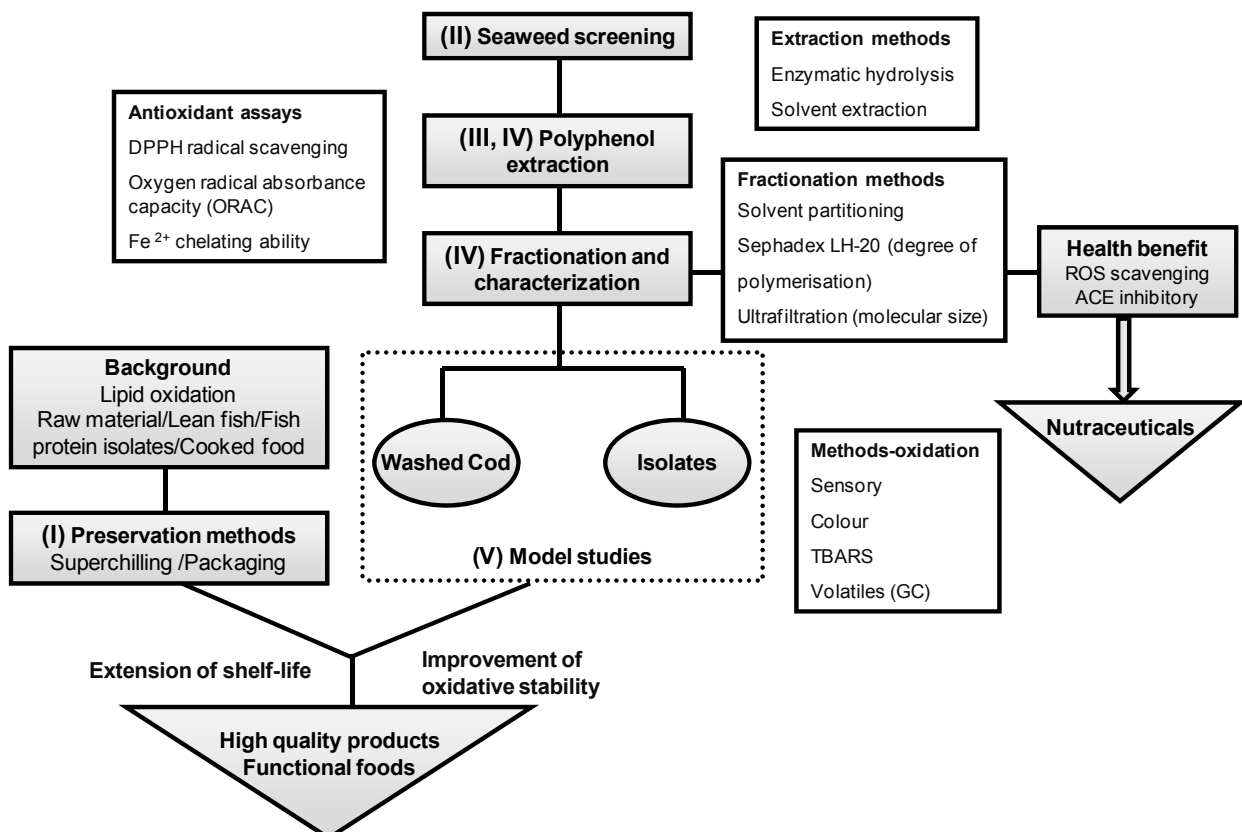 (II) Seaweed screening
Extraction methods
Enzymatic hydrolysis
Solvent extraction
Antioxidant assays
DPPH radical scavenging
Oxygen radical absorbance
capacity (ORAC)
Fe 2+ chelating ability
(III, IV) Polyphenol
extraction
Fractionation methods
Solvent partitioning
Sephadex LH-20 (degree of
polymerisation)
Ultrafiltration (molecular size)
(IV) Fractionation and
characterization
Health benefit
ROS scavenging
ACE inhibitory
Background
Lipid oxidation
Raw material/Lean fish/Fish
protein isolates/Cooked food
Washed Cod
Isolates
Nutraceuticals
Methods-oxidation
Sensory
Colour
TBARS
Volatiles (GC)
(I) Preservation methods
Superchilling /Packaging
(V) Model studies
Extension of shelf-life
Improvement of
oxidative stability
High quality products
Functional foods